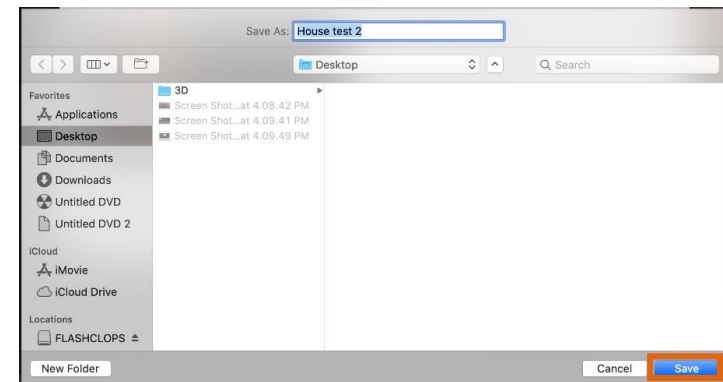 Save As: House test 2
Desktop
Search
Favorites
Applications
Desktop
Documents
Downloads
Untitled DVD
Untitled DVD 2
iCloud
iMovie
iCloud Drive
Locations
FLASHCLOPS
3D
Screen Shot...at 4.08.42 PM
Screen Shot...at 4.09.41 PM
Screen Shot...at 4.09.49 PM
New Folder
Cancel
Save